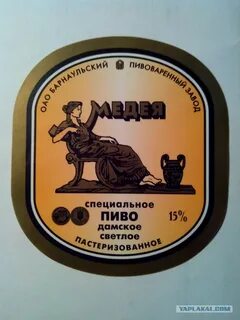 ОАО БАРНАУЛЬСКИЙ ПИВОВАРЕННЫЙ ЗАВОД
МЕДЕЯ
специальное
ПИВО 15%
дамское
светлое
ПАСТЕРИЗОВАННОЕ
YAPLAKAL.COM